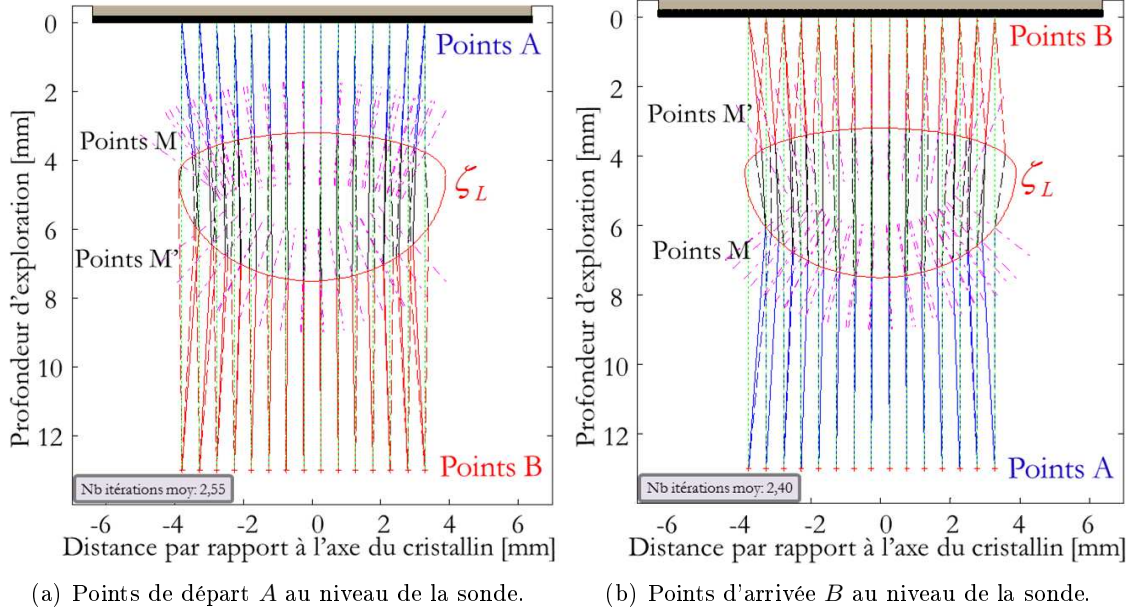 0
2
4
6
8
10
12
Profondeur d'exploration [mm]
Points A
Points M
ζL
Points M'
Points B
Nb itérations moy: 2,55
-6 -4 -2 0 2 4 6
Distance par rapport à l'axe du cristallin [mm]
(a) Points de départ A au niveau de la sonde.
0
2
4
6
8
10
12
Profondeur d'exploration [mm]
Points B
Points M'
ζL
Points M
Points A
Nb itérations moy: 2,40
-6 -4 -2 0 2 4 6
Distance par rapport à l'axe du cristallin [mm]
(b) Points d'arrivée B au niveau de la sonde.